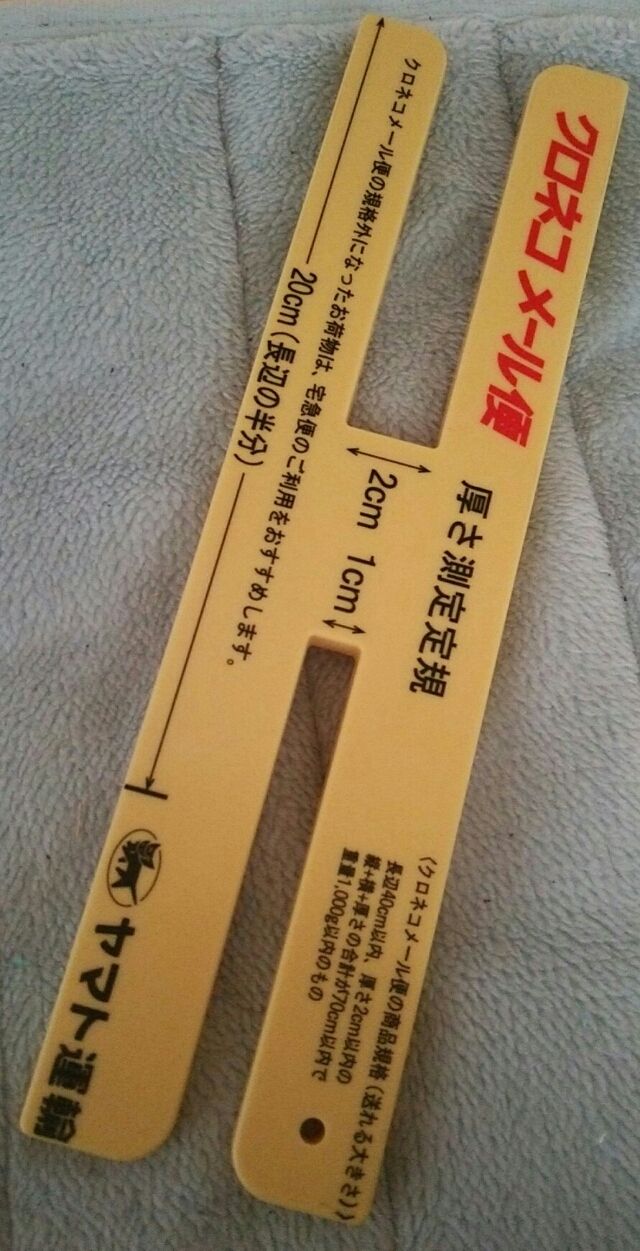 クロネコメール便
厚さ測定定規
2cm
1cm
クロネコメール便の規格外になったお荷物は、宅急便のご利用をおすすめします。
20cm(長辺の半分)
ヤマト運輸
〈クロネコメール便の商品規格(送れる大きさ)〉
長辺40cm以内、厚さ2cm以内の
縦+横+厚さの合計が70cm以内で
重量1,000g以内のもの